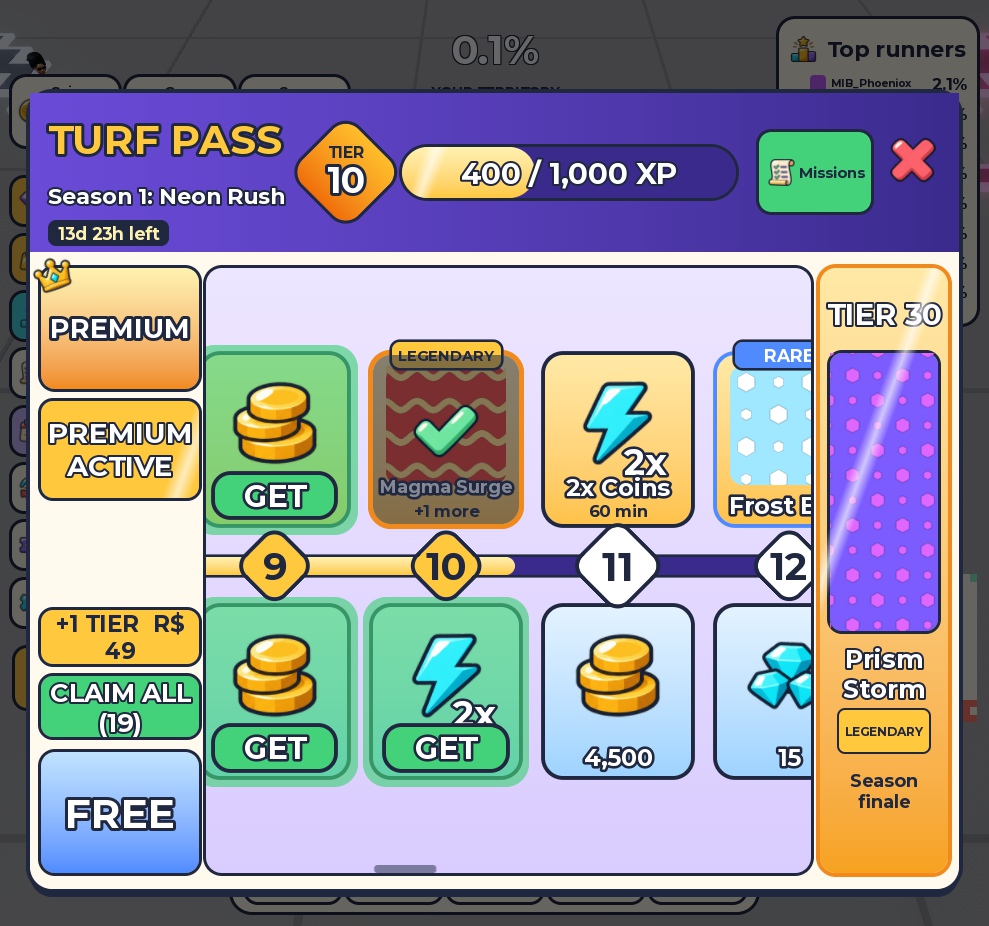 0.1%
Top runners
MIB_Phoeniox 2.1%
TURF PASS
Season 1: Neon Rush
13d 23h left
TIER
10
400 / 1,000 XP
Missions
PREMIUM
PREMIUM
ACTIVE
+1 TIER R$
49
CLAIM ALL
(19)
FREE
GET
LEGENDARY
Magma Surge
+1 more
2x
2x Coins
60 min
RARE
Frost
9
10
11
12
GET
2x
GET
4,500
15
TIER 30
Prism
Storm
LEGENDARY
Season
finale